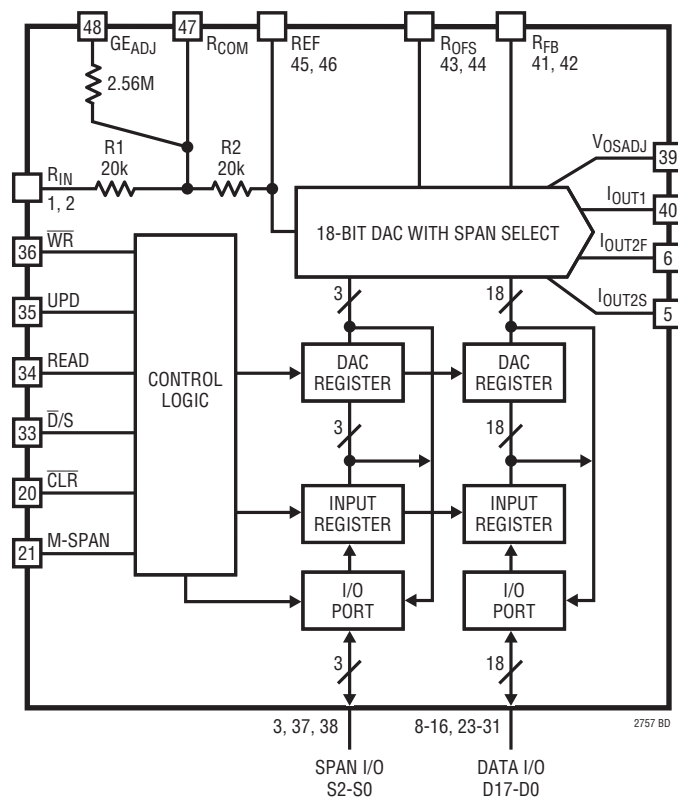 48
47
GEADJ
RCOM
REF
45, 46
ROFS
43, 44
RFB
41, 42
2.56M
R1
20k
R2
20k
VOSADJ
39
RIN
1, 2
IOUT1
40
18-BIT DAC WITH SPAN SELECT
36
WR
IOUT2F
6
35
UPD
3
18
IOUT2S
5
34
READ
CONTROL
LOGIC
DAC
REGISTER
DAC
REGISTER
33
D/S
3
18
20
CLR
INPUT
REGISTER
INPUT
REGISTER
21
M-SPAN
I/O
PORT
I/O
PORT
3
18
3, 37, 38
8-16, 23-31
2757 BD
SPAN I/O
S2-S0
DATA I/O
D17-D0